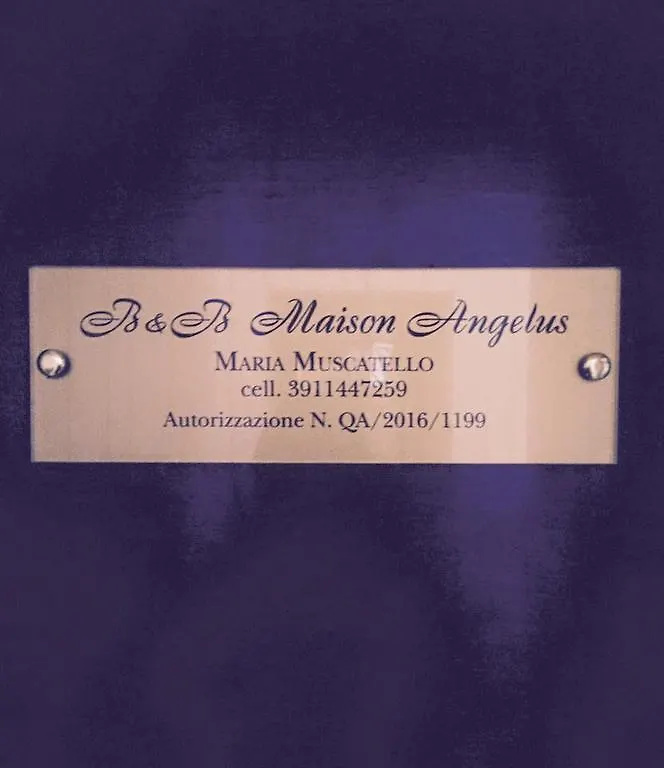 B&B Maison Angelus
MARIA MUSCATELLO
cell. 3911447259
Autorizzazione N. QA/2016/1199